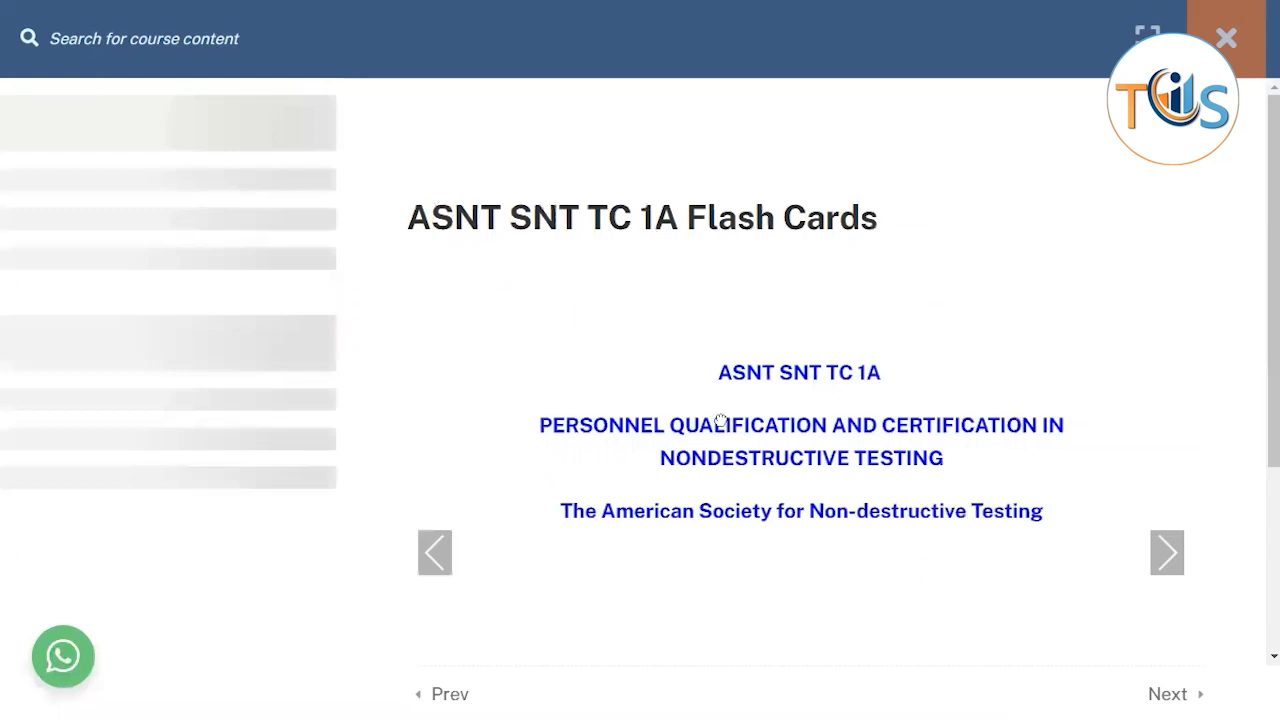 Search for course content
TCIS
ASNT SNT TC 1A Flash Cards
ASNT SNT TC 1A
PERSONNEL QUALIFICATION AND CERTIFICATION IN
NONDESTRUCTIVE TESTING
The American Society for Non-destructive Testing
Prev
Next